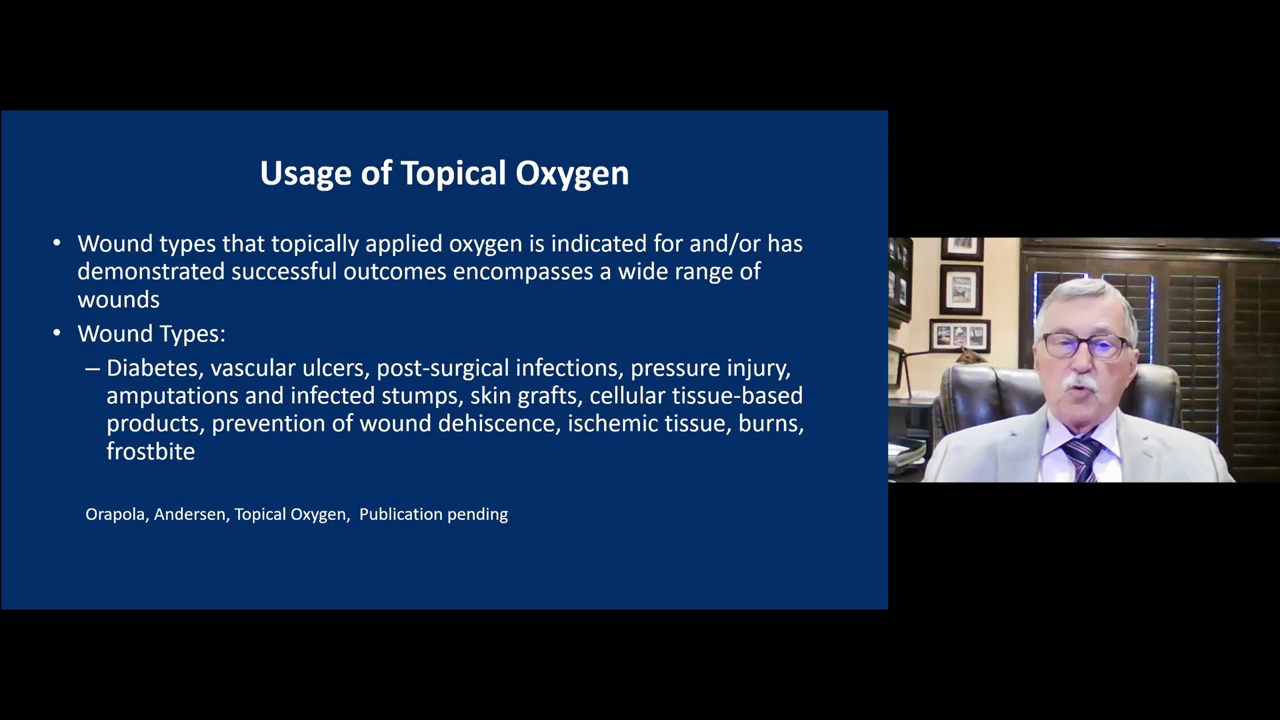 Usage of Topical Oxygen
• Wound types that topically applied oxygen is indicated for and/or has
demonstrated successful outcomes encompasses a wide range of
wounds
• Wound Types:
– Diabetes, vascular ulcers, post-surgical infections, pressure injury,
amputations and infected stumps, skin grafts, cellular tissue-based
products, prevention of wound dehiscence, ischemic tissue, burns,
frostbite
Orapola, Andersen, Topical Oxygen,  Publication pending